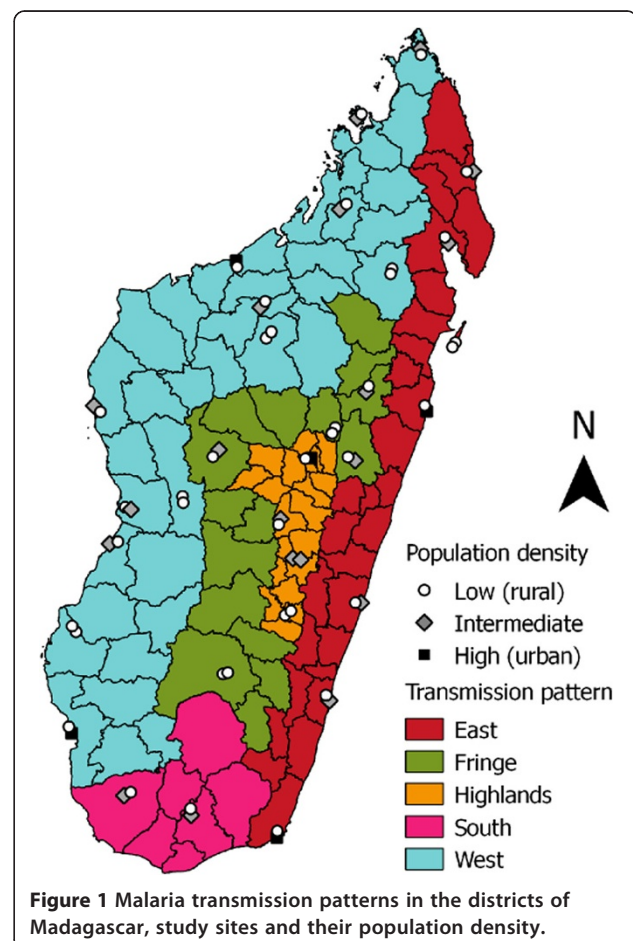 N
Population density
Low (rural)
Intermediate
High (urban)
Transmission pattern
East
Fringe
Highlands
South
West
Figure 1 Malaria transmission patterns in the districts of
Madagascar, study sites and their population density.